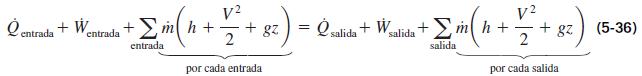 Q̇entrada + Ẇentrada + ∑entrada ṁ(h + V²/2 + gz) = Q̇salida + Ẇsalida + ∑salida ṁ(h + V²/2 + gz) (5-36)
por cada entrada por cada salida